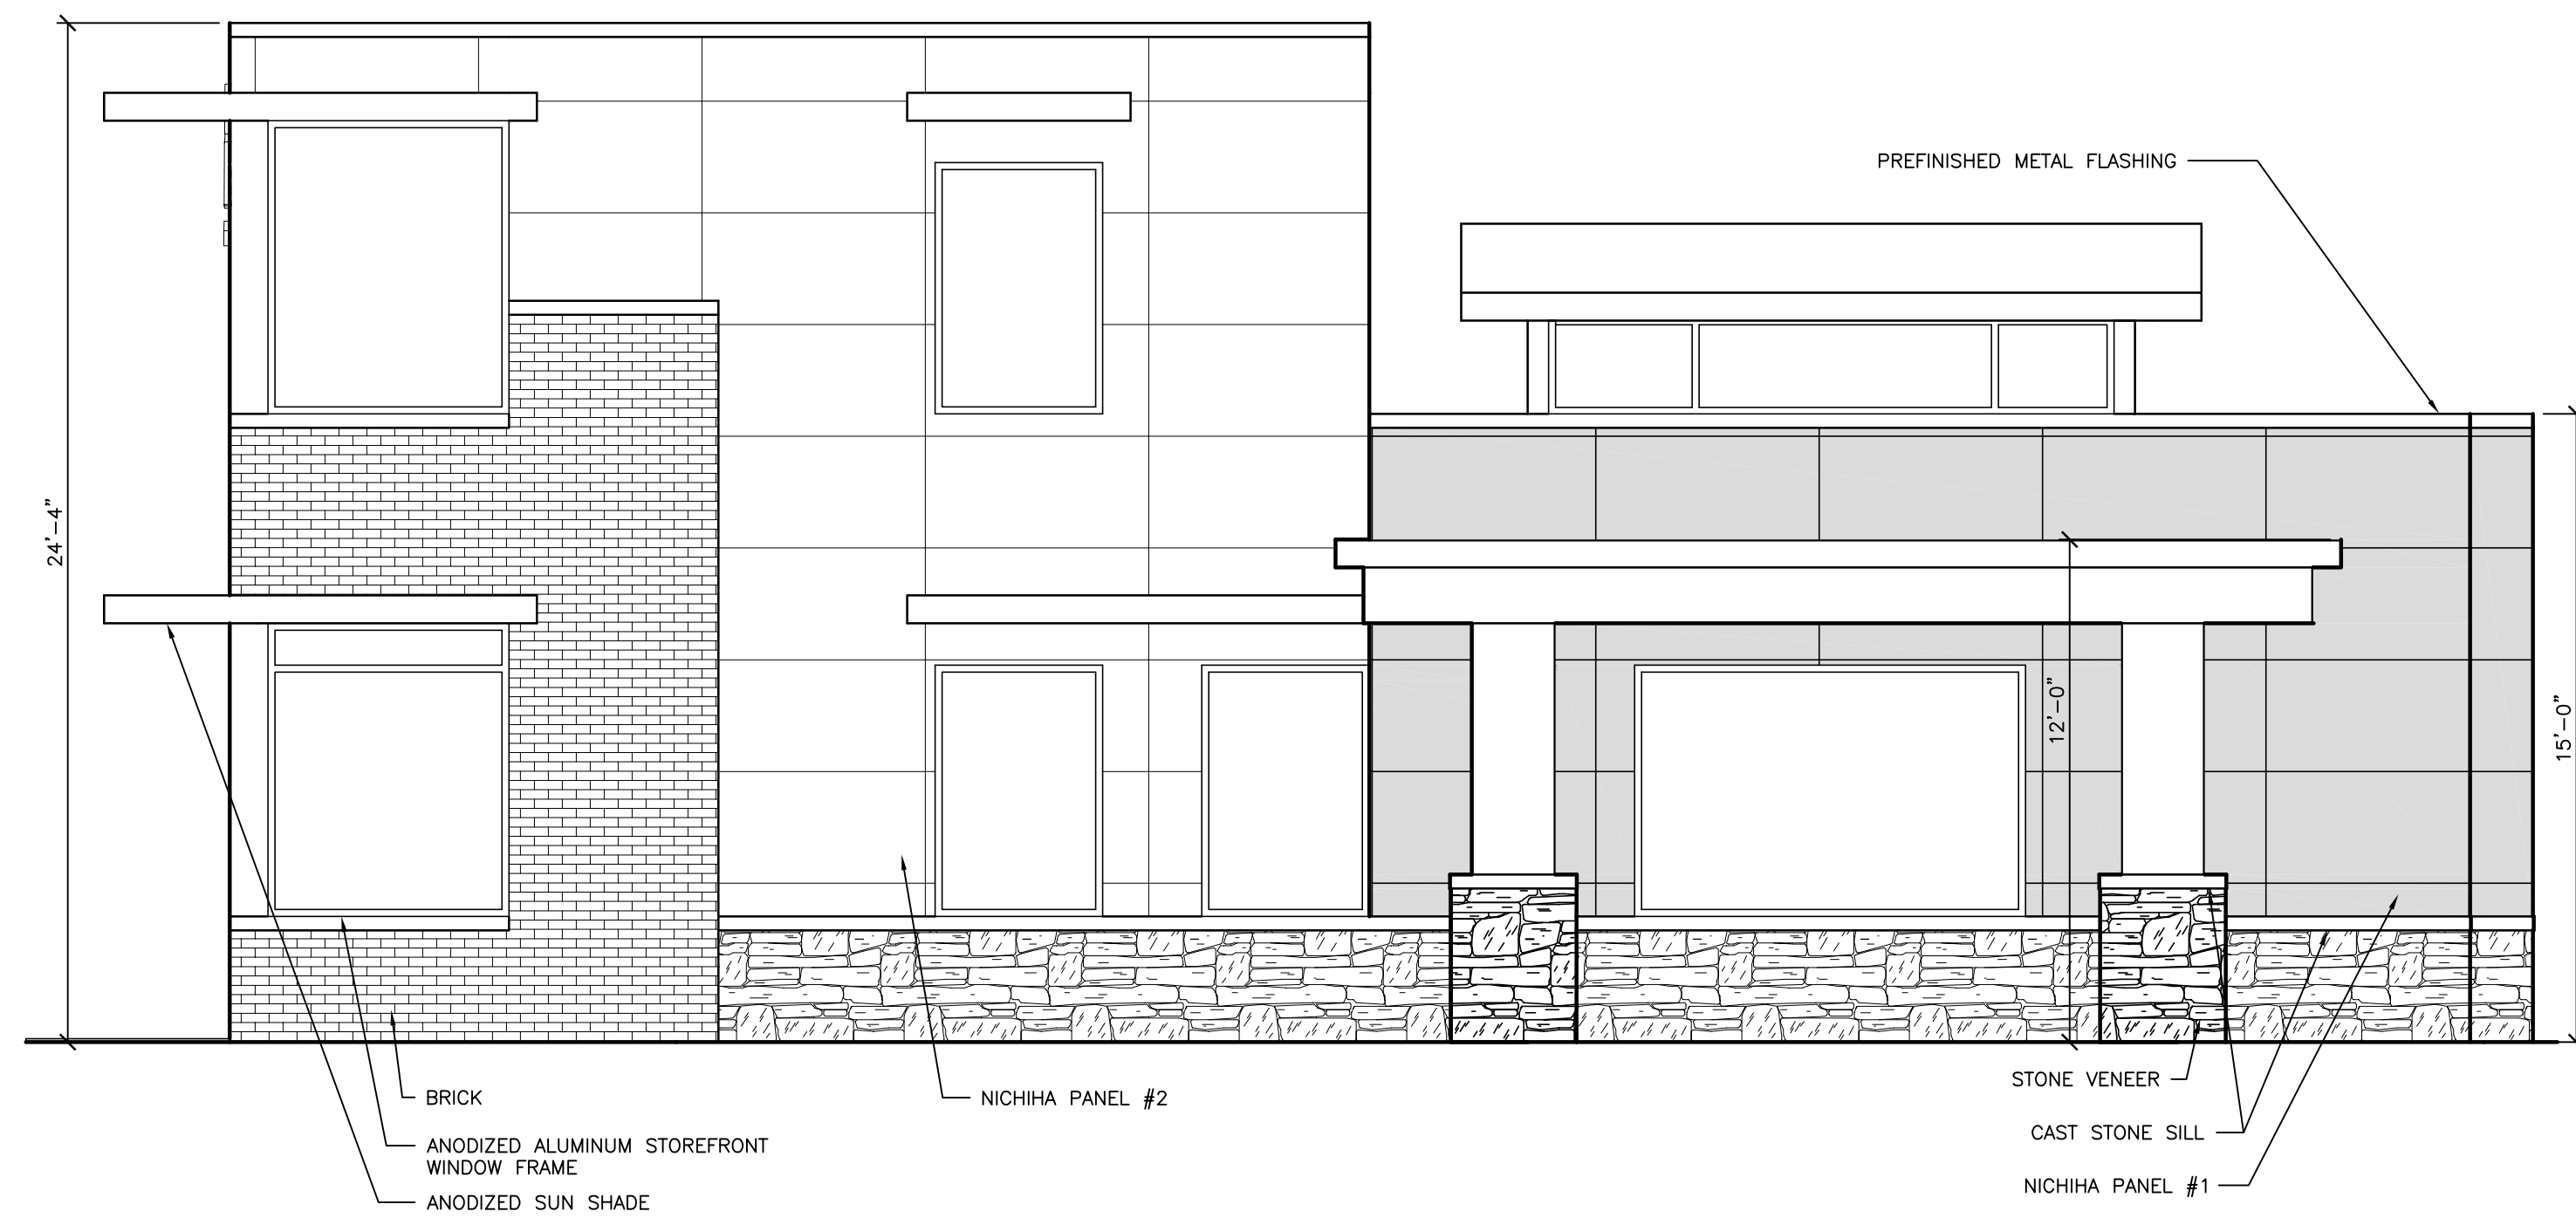 PREFINISHED METAL FLASHING
24'-4"
12'-0"
15'-0"
BRICK
ANODIZED ALUMINUM STOREFRONT
WINDOW FRAME
ANODIZED SUN SHADE
NICHIHA PANEL #2
STONE VENEER
CAST STONE SILL
NICHIHA PANEL #1